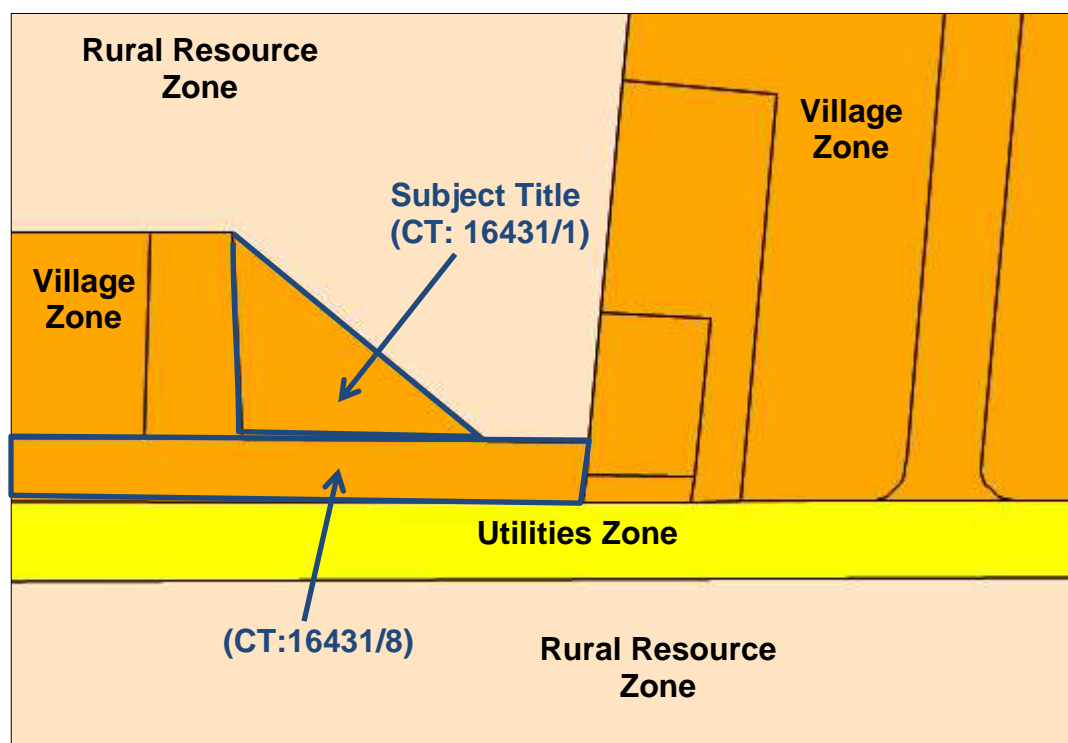 Rural Resource
Zone
Village
Zone
Subject Title
(CT: 16431/1)
Village
Zone
Utilities Zone
(CT:16431/8)
Rural Resource
Zone